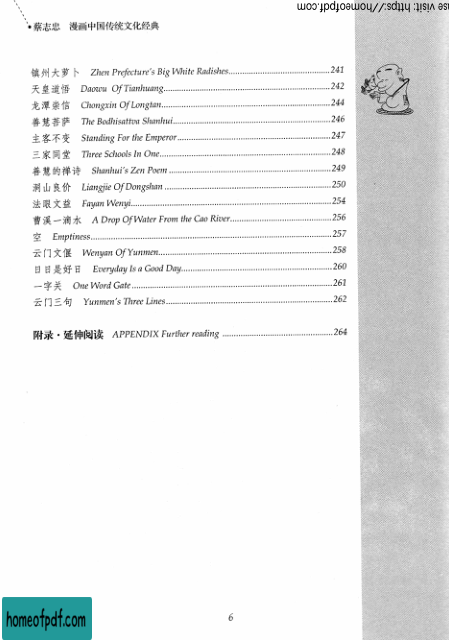 se visit: https://homeofpdf.com
•蔡志忠 漫画中国传统文化经典
镇州大萝卜 Zhen Prefecture's Big White Radishes 241
天皇道悟 Daowu Of Tianhuang 242
龙潭崇信 Chongxin Of Longtan 244
善慧菩萨 The Bodhisattva Shanhui 246
主客不变 Standing For the Emperor 247
三家同堂 Three Schools In One 248
善慧的禅诗 Shanhui's Zen Poem 249
洞山良价 Liangjie Of Dongshan 250
法眼文益 Fayan Wenyi 254
曹溪一滴水 A Drop Of Water From the Cao River 256
空 Emptiness 257
云门文偃 Wenyan Of Yunmen 258
日日是好日 Everyday Is a Good Day 260
一字关 One Word Gate 261
云门三句 Yunmen's Three Lines 262
附录·延伸阅读 APPENDIX Further reading 264
homeofpdf.com
6